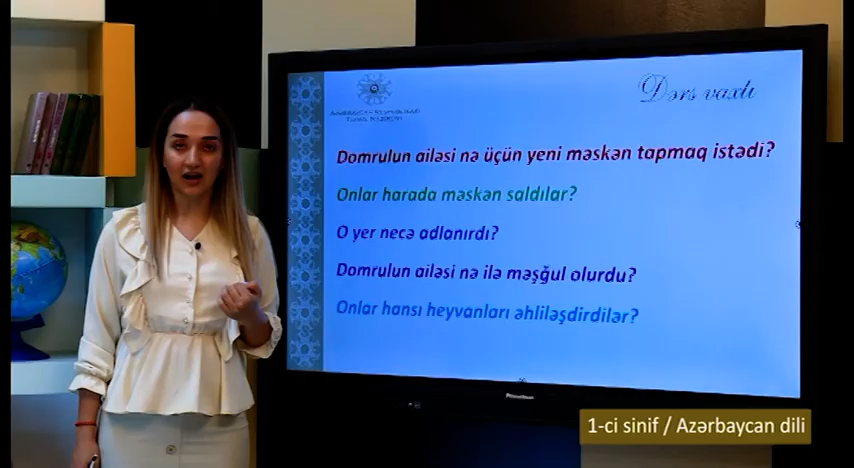 Dərs vaxtı
Domrulun ailəsi nə üçün yeni məskən tapmaq istədi?
Onlar harada məskən saldılar?
O yer necə adlanırdı?
Domrulun ailəsi nə ilə məşğul olurdu?
Onlar hansı heyvanları əhliləşdirdilər?
1-ci sinif / Azərbaycan dili